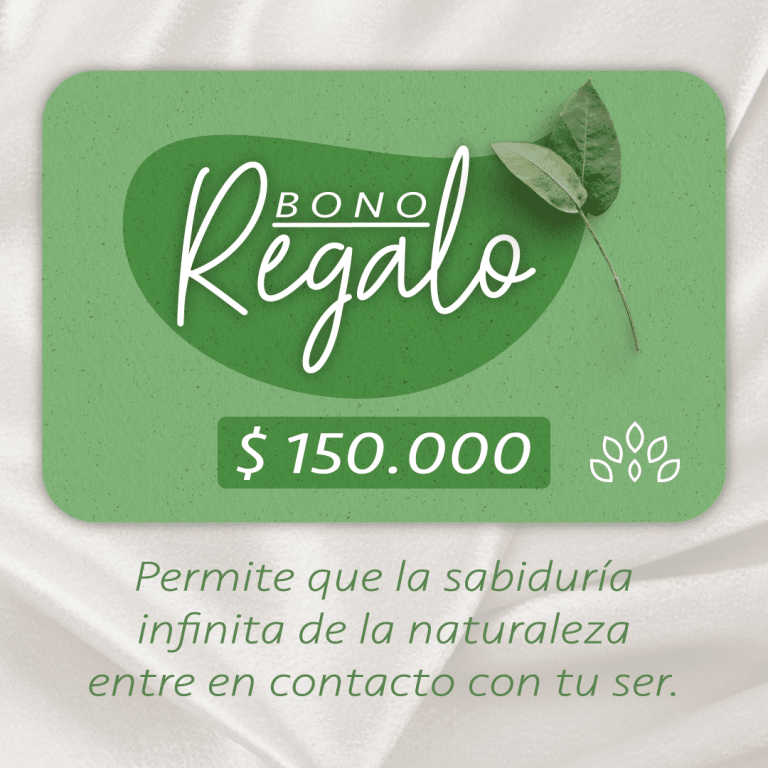 BONO
Regalo
$ 150.000
Permite que la sabiduría
infinita de la naturaleza
entre en contacto con tu ser.